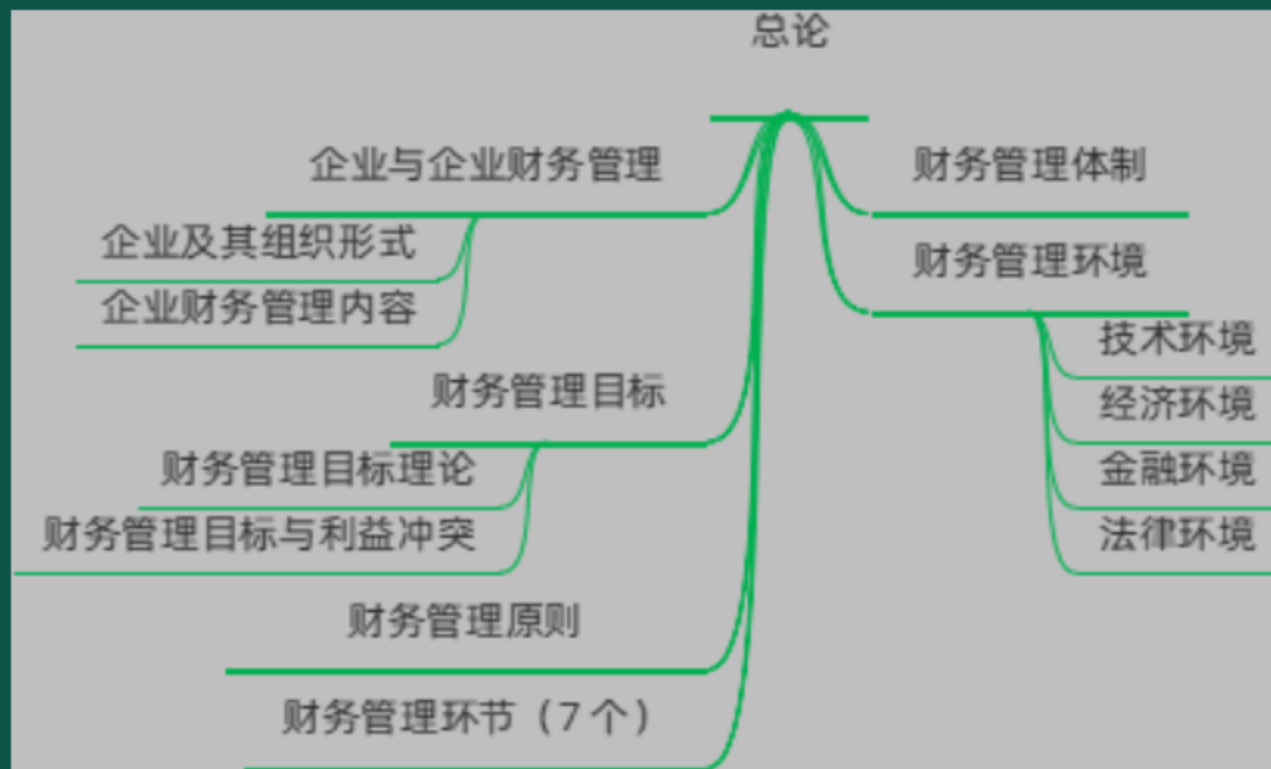 总论
企业与企业财务管理
企业及其组织形式
企业财务管理内容
财务管理目标
财务管理目标理论
财务管理目标与利益冲突
财务管理原则
财务管理环节（7个）
财务管理体制
财务管理环境
技术环境
经济环境
金融环境
法律环境